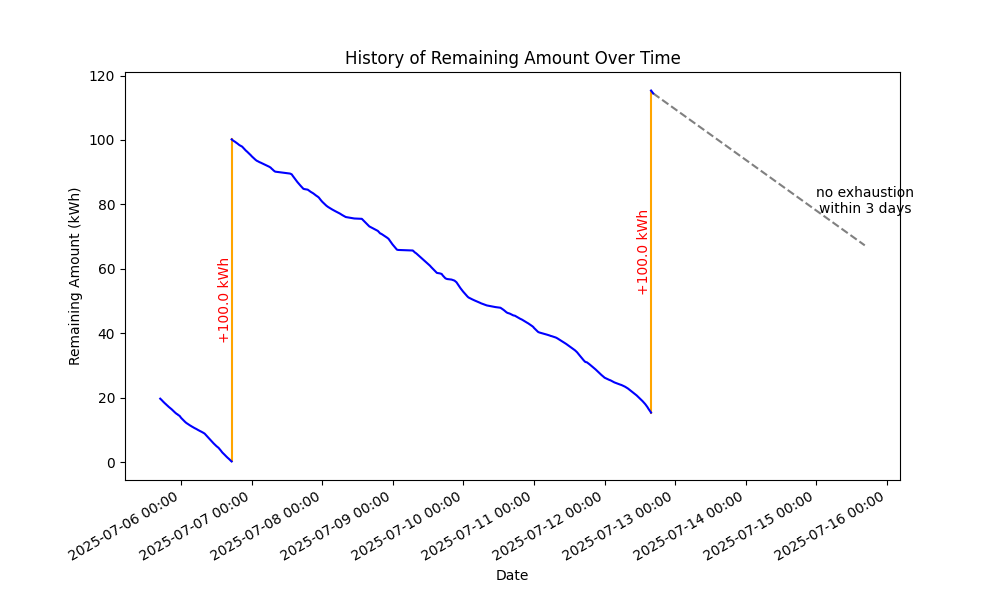 History of Remaining Amount Over Time
Remaining Amount (kWh)
120
100
80
60
40
20
0
+100.0 kWh
+100.0 kWh
no exhaustion
within 3 days
2025-07-06 00:00
2025-07-07 00:00
2025-07-08 00:00
2025-07-09 00:00
2025-07-10 00:00
2025-07-11 00:00
2025-07-12 00:00
2025-07-13 00:00
2025-07-14 00:00
2025-07-15 00:00
2025-07-16 00:00
Date